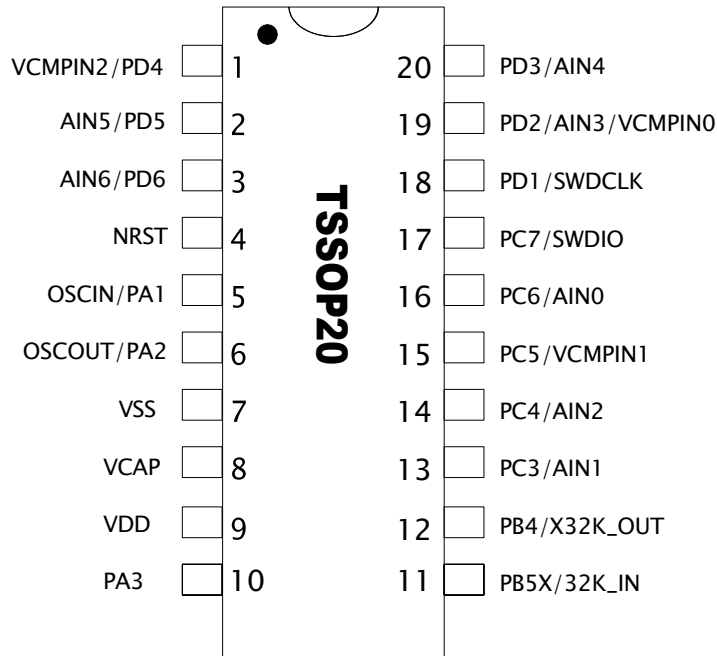 VCMPIN2/PD4 1 20 PD3/AIN4
AIN5/PD5 2 19 PD2/AIN3/VCMPIN0
AIN6/PD6 3 18 PD1/SWDCLK
NRST 4 17 PC7/SWDIO
OSCIN/PA1 5 16 PC6/AIN0
OSCOUT/PA2 6 15 PC5/VCMPIN1
VSS 7 14 PC4/AIN2
VCAP 8 13 PC3/AIN1
VDD 9 12 PB4/X32K_OUT
PA3 10 11 PB5X/32K_IN
TSSOP20